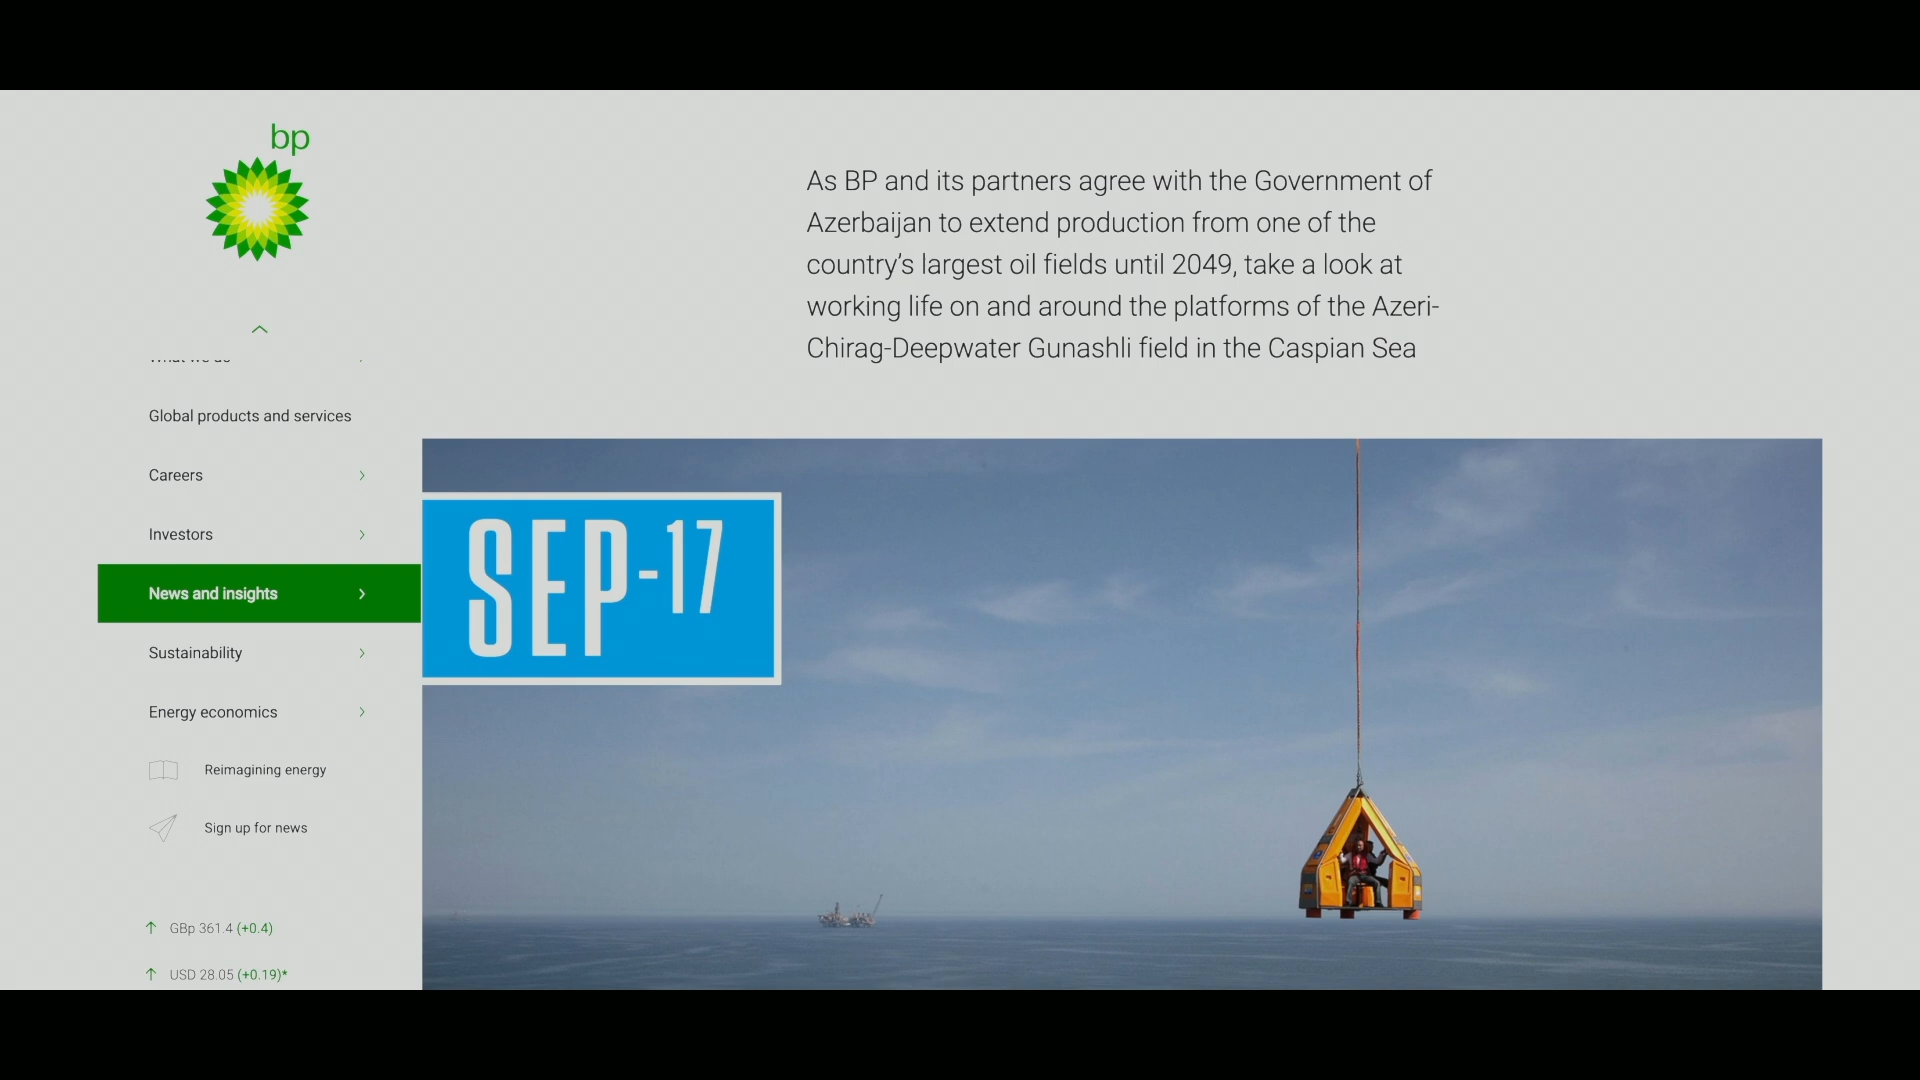 bp
As BP and its partners agree with the Government of
Azerbaijan to extend production from one of the
country’s largest oil fields until 2049, take a look at
working life on and around the platforms of the Azeri-
Chirag-Deepwater Gunashli field in the Caspian Sea
Global products and services
Careers
Investors
News and insights
Sustainability
Energy economics
Reimagining energy
Sign up for news
GBp 361.4 (+0.4)
USD 28.05 (+0.19)*
SEP-17